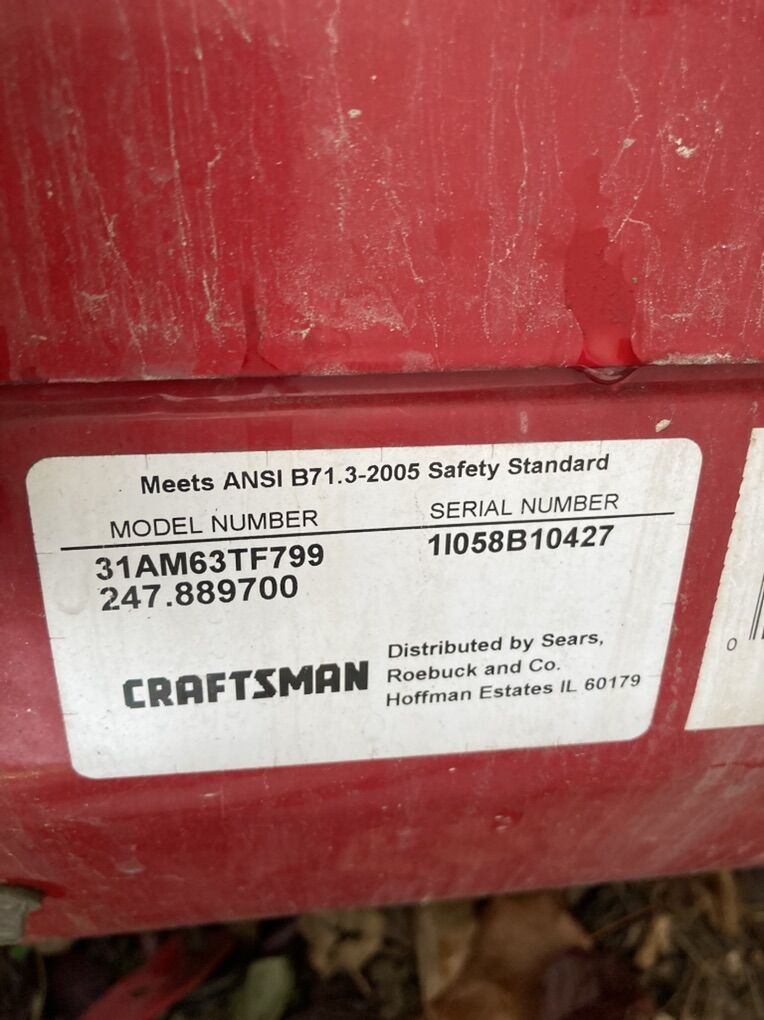 Meets ANSI B71.3-2005 Safety Standard
MODEL NUMBER SERIAL NUMBER
31AM63TF799 1I058B10427
247.889700
CRAFTSMAN
Distributed by Sears,
Roebuck and Co.
Hoffman Estates IL 60179
0